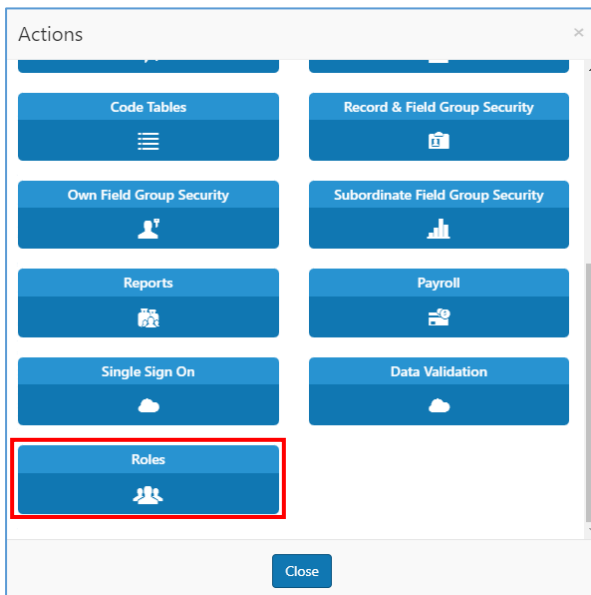 Actions
×
Code Tables
Record & Field Group Security
Own Field Group Security
Subordinate Field Group Security
Reports
Payroll
Single Sign On
Data Validation
Roles
Close